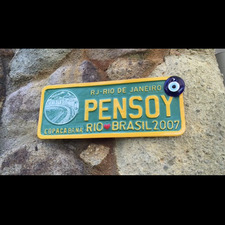 RJ-RIO DE JANEIRO
PENSOY
COPACABANA RIO BRASIL 2007